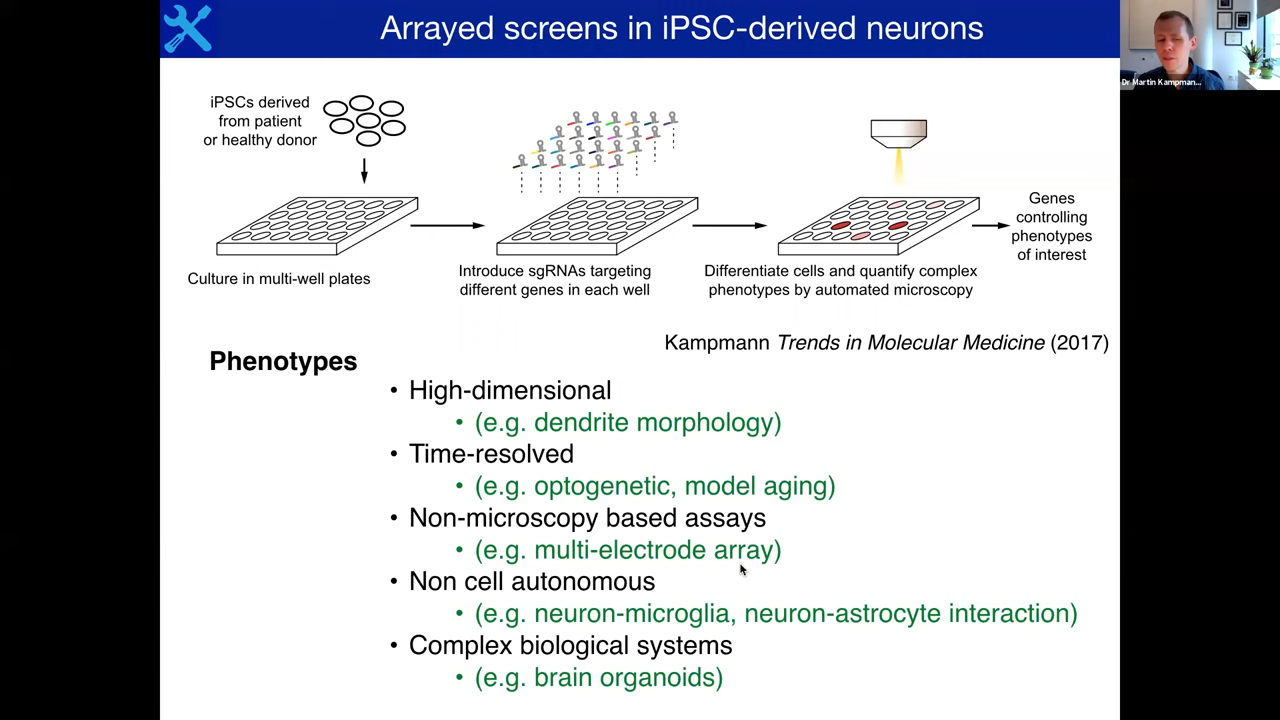 Arrayed screens in iPSC-derived neurons
Dr Martin Kampman...
iPSCs derived
from patient
or healthy donor
Culture in multi-well plates
Introduce sgRNAs targeting
different genes in each well
Differentiate cells and quantify complex
phenotypes by automated microscopy
Genes
controlling
phenotypes
of interest
Kampmann Trends in Molecular Medicine (2017)
Phenotypes
• High-dimensional
• (e.g. dendrite morphology)
• Time-resolved
• (e.g. optogenetic, model aging)
• Non-microscopy based assays
• (e.g. multi-electrode array)
• Non cell autonomous
• (e.g. neuron-microglia, neuron-astrocyte interaction)
• Complex biological systems
• (e.g. brain organoids)